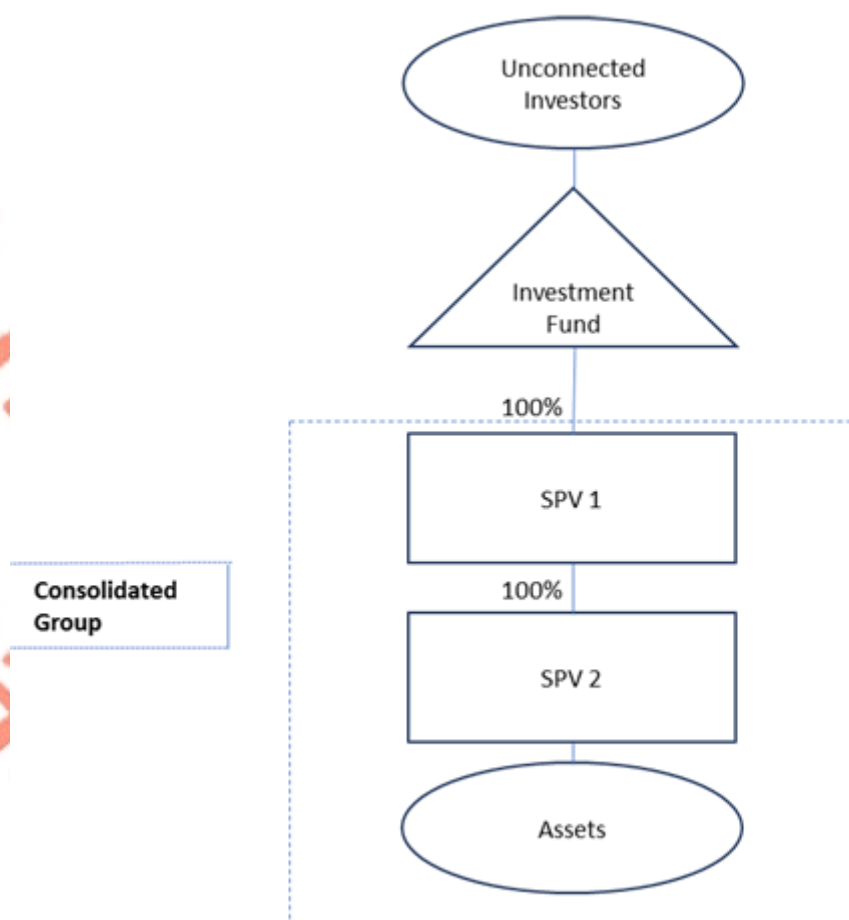 Unconnected
Investors
Investment
Fund
100%
SPV 1
Consolidated
Group
100%
SPV 2
Assets